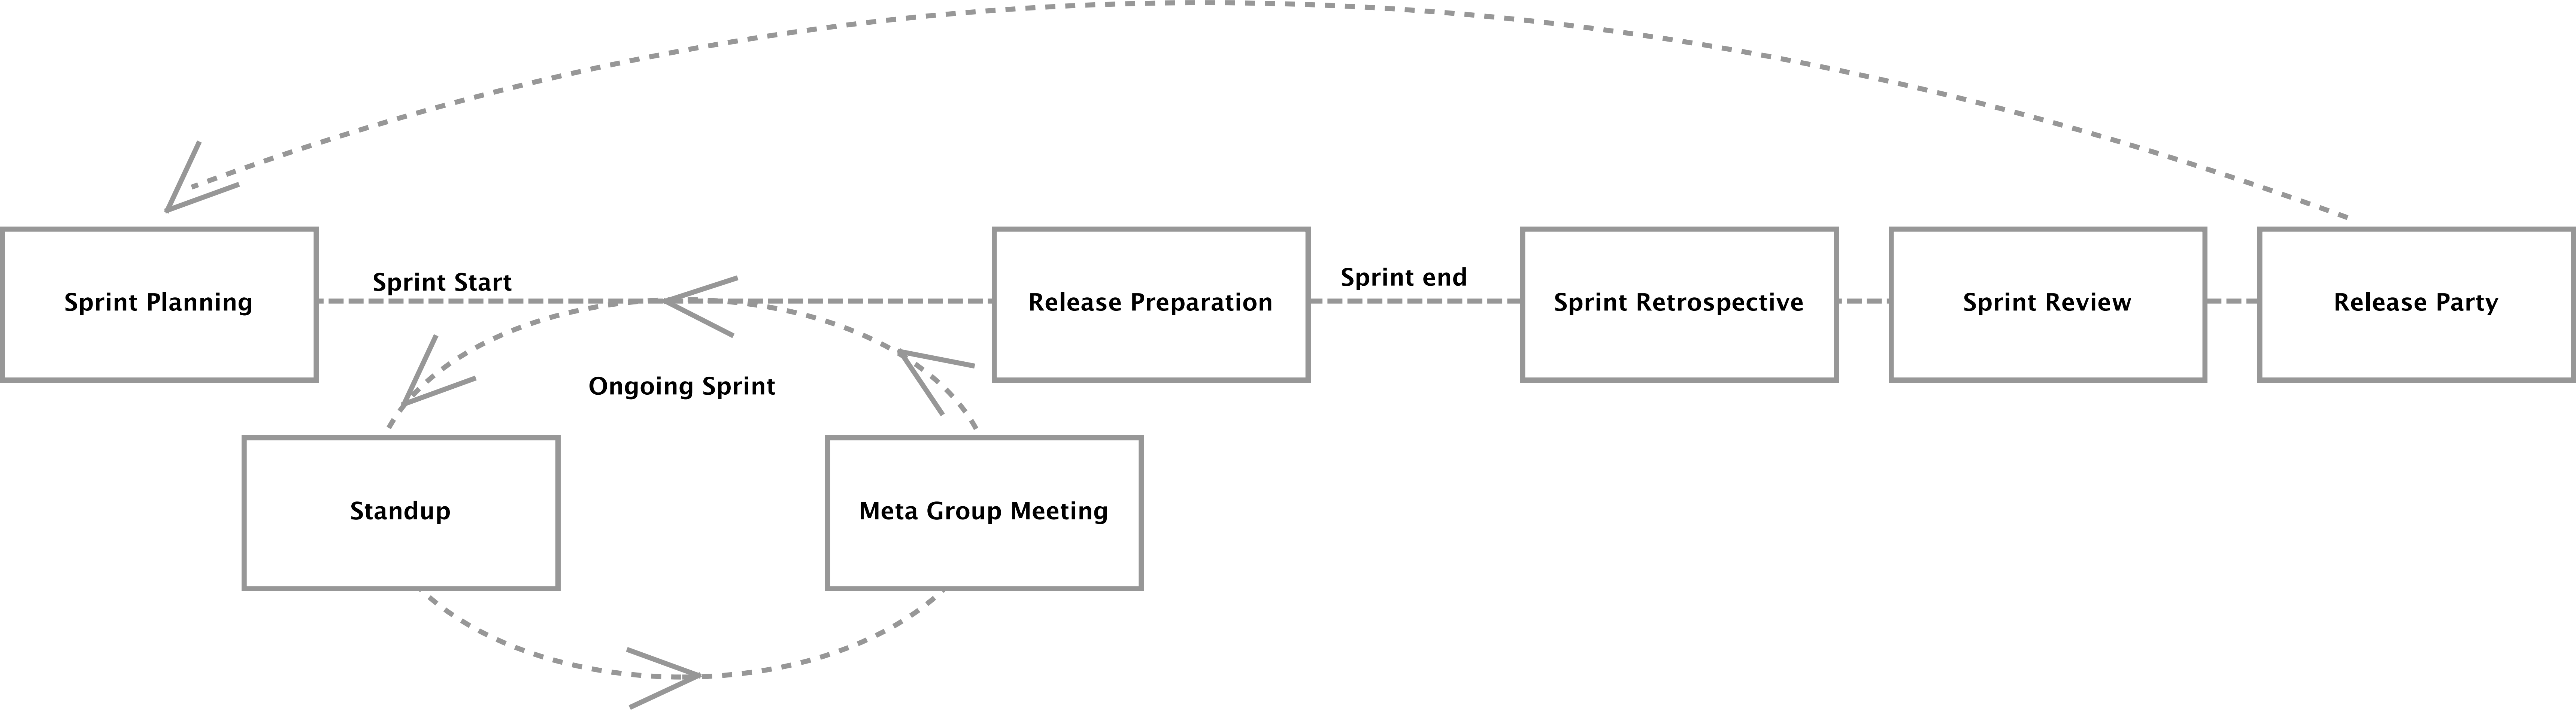 Sprint Planning
Sprint Start
Release Preparation
Sprint end
Sprint Retrospective
Sprint Review
Release Party
Ongoing Sprint
Standup
Meta Group Meeting